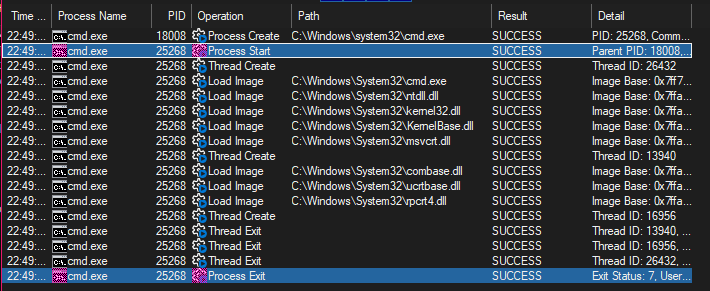 Time ... Process Name PID Operation Path Result Detail
22:49:... cmd.exe 18008 Process Create C:\Windows\system32\cmd.exe SUCCESS PID: 25268, Comm...
22:49:... cmd.exe 25268 Process Start SUCCESS Parent PID: 18008,...
22:49:... cmd.exe 25268 Thread Create SUCCESS Thread ID: 26432
22:49:... cmd.exe 25268 Load Image C:\Windows\System32\cmd.exe SUCCESS Image Base: 0x7ff7...
22:49:... cmd.exe 25268 Load Image C:\Windows\System32\ntdll.dll SUCCESS Image Base: 0x7ffa...
22:49:... cmd.exe 25268 Load Image C:\Windows\System32\kernel32.dll SUCCESS Image Base: 0x7ffa...
22:49:... cmd.exe 25268 Load Image C:\Windows\System32\KernelBase.dll SUCCESS Image Base: 0x7ffa...
22:49:... cmd.exe 25268 Load Image C:\Windows\System32\msvcrt.dll SUCCESS Image Base: 0x7ffa...
22:49:... cmd.exe 25268 Thread Create SUCCESS Thread ID: 13940
22:49:... cmd.exe 25268 Load Image C:\Windows\System32\combase.dll SUCCESS Image Base: 0x7ffa...
22:49:... cmd.exe 25268 Load Image C:\Windows\System32\ucrtbase.dll SUCCESS Image Base: 0x7ffa...
22:49:... cmd.exe 25268 Load Image C:\Windows\System32\rpcrt4.dll SUCCESS Image Base: 0x7ffa...
22:49:... cmd.exe 25268 Thread Create SUCCESS Thread ID: 16956
22:49:... cmd.exe 25268 Thread Exit SUCCESS Thread ID: 13940, ...
22:49:... cmd.exe 25268 Thread Exit SUCCESS Thread ID: 16956, ...
22:49:... cmd.exe 25268 Thread Exit SUCCESS Thread ID: 26432, ...
22:49:... cmd.exe 25268 Process Exit SUCCESS Exit Status: 7, User...